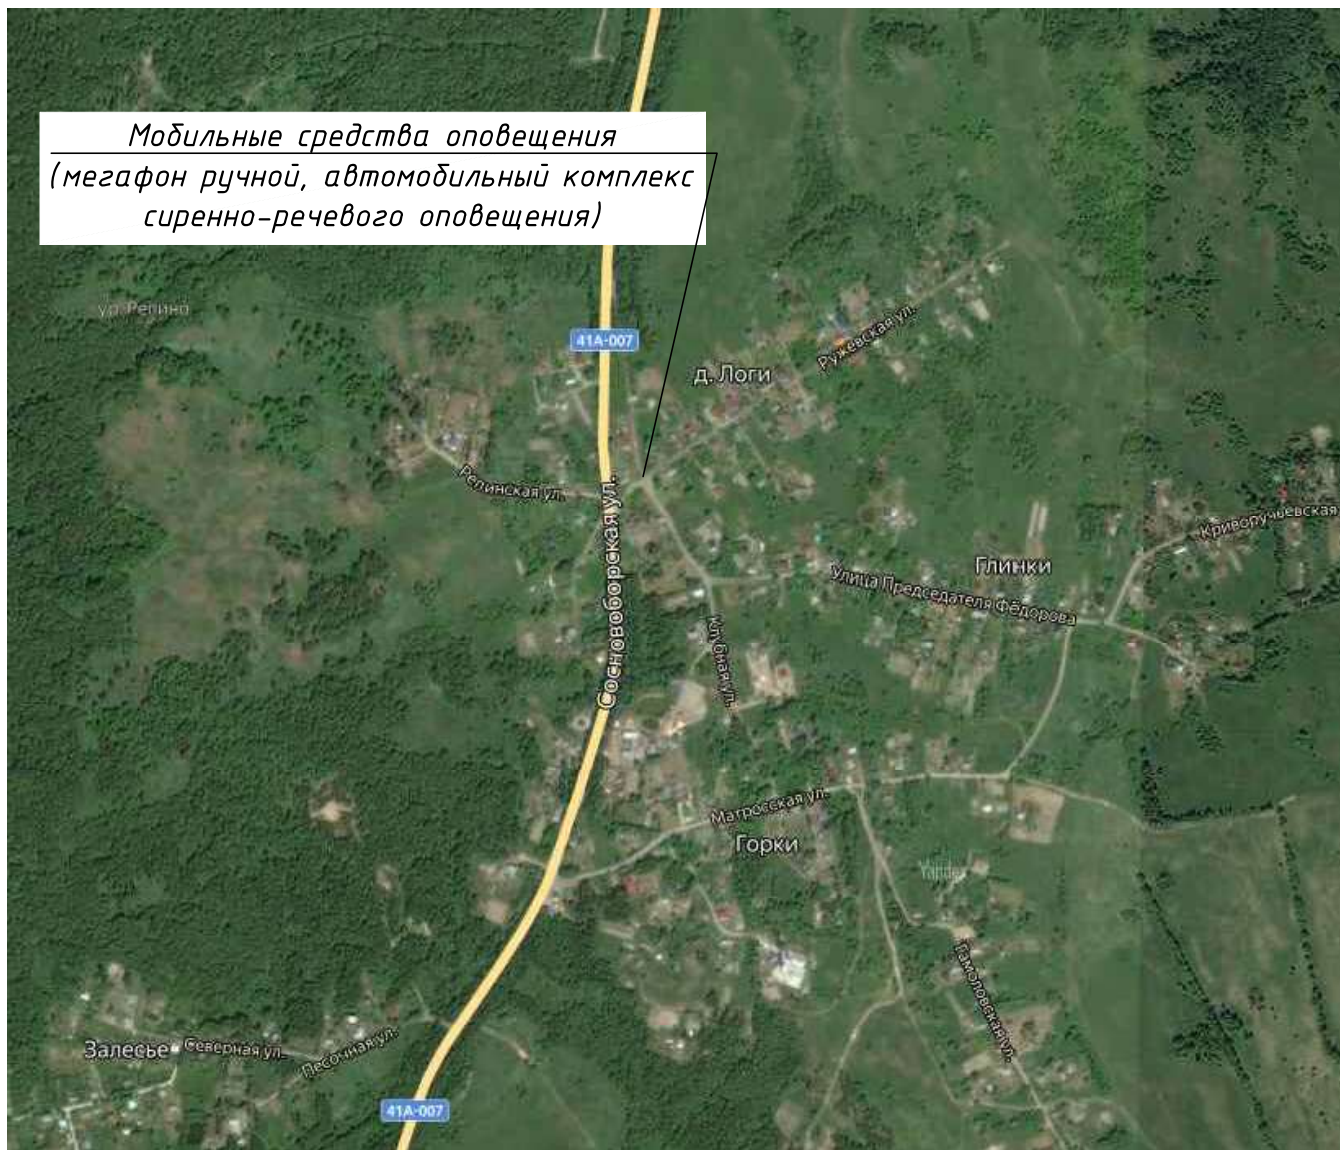 Мобильные средства оповещения
(мегафон ручной, автомобильный комплекс
сиренно-речевого оповещения)
ур. Репино
41А-007
Ружевская ул.
д. Логи
Репинская ул.
Сосновоборская ул.
Криворучьевская
Глинки
Улица Председателя Фёдорова
Клубная ул.
Матросская ул.
Горки
Yandex
Гамоловская ул.
Залесье
Северная ул.
Песочная ул.
41А-007